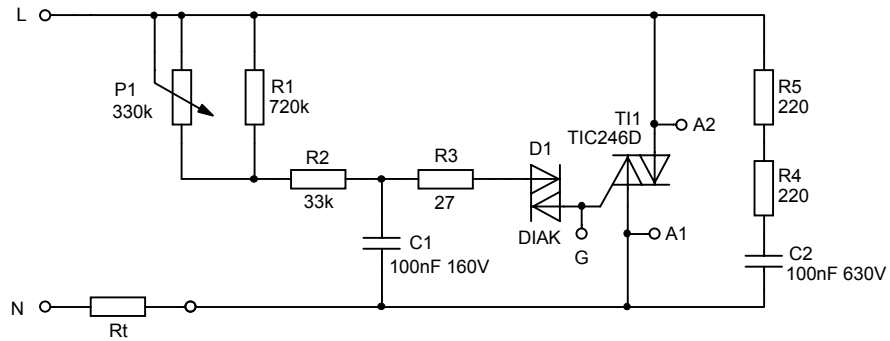 L
P1
330k
R1
720k
R2
33k
R3
27
D1
DIAK
G
TI1
TIC246D
A2
A1
R5
220
R4
220
C1
100nF 160V
C2
100nF 630V
N
Rt